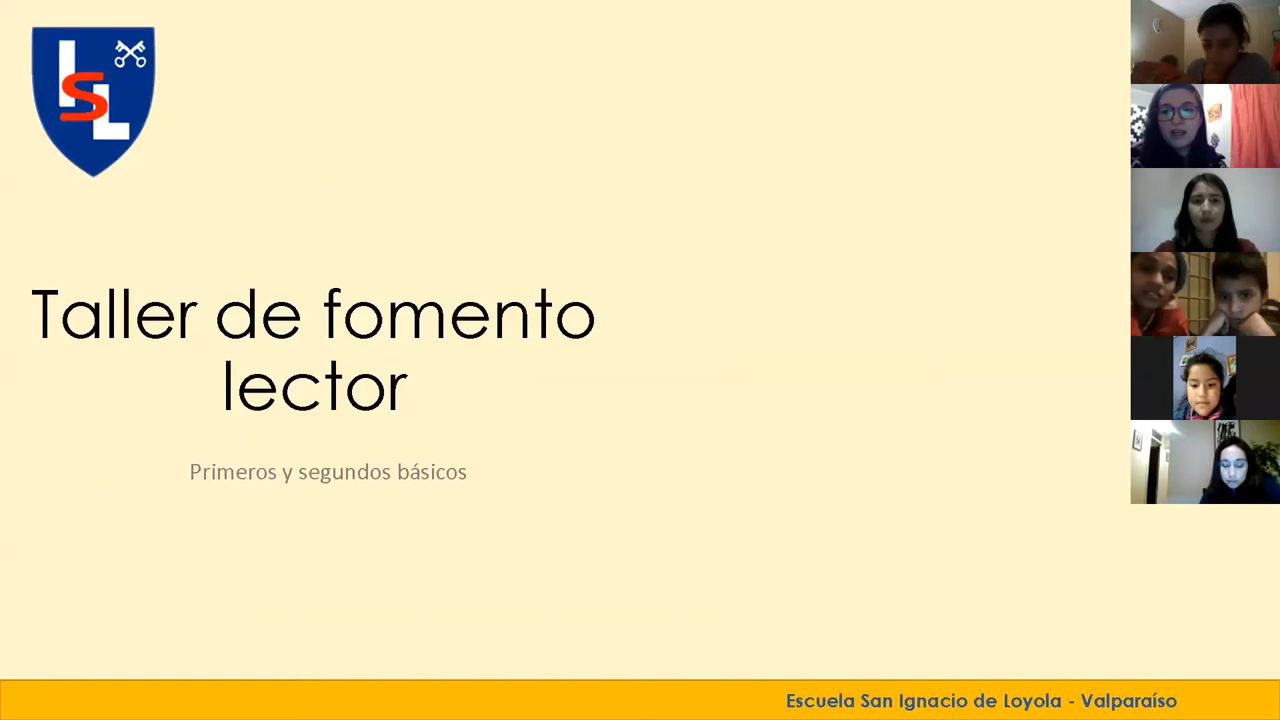 LSL
Taller de fomento
lector
Primeros y segundos básicos
Escuela San Ignacio de Loyola - Valparaíso